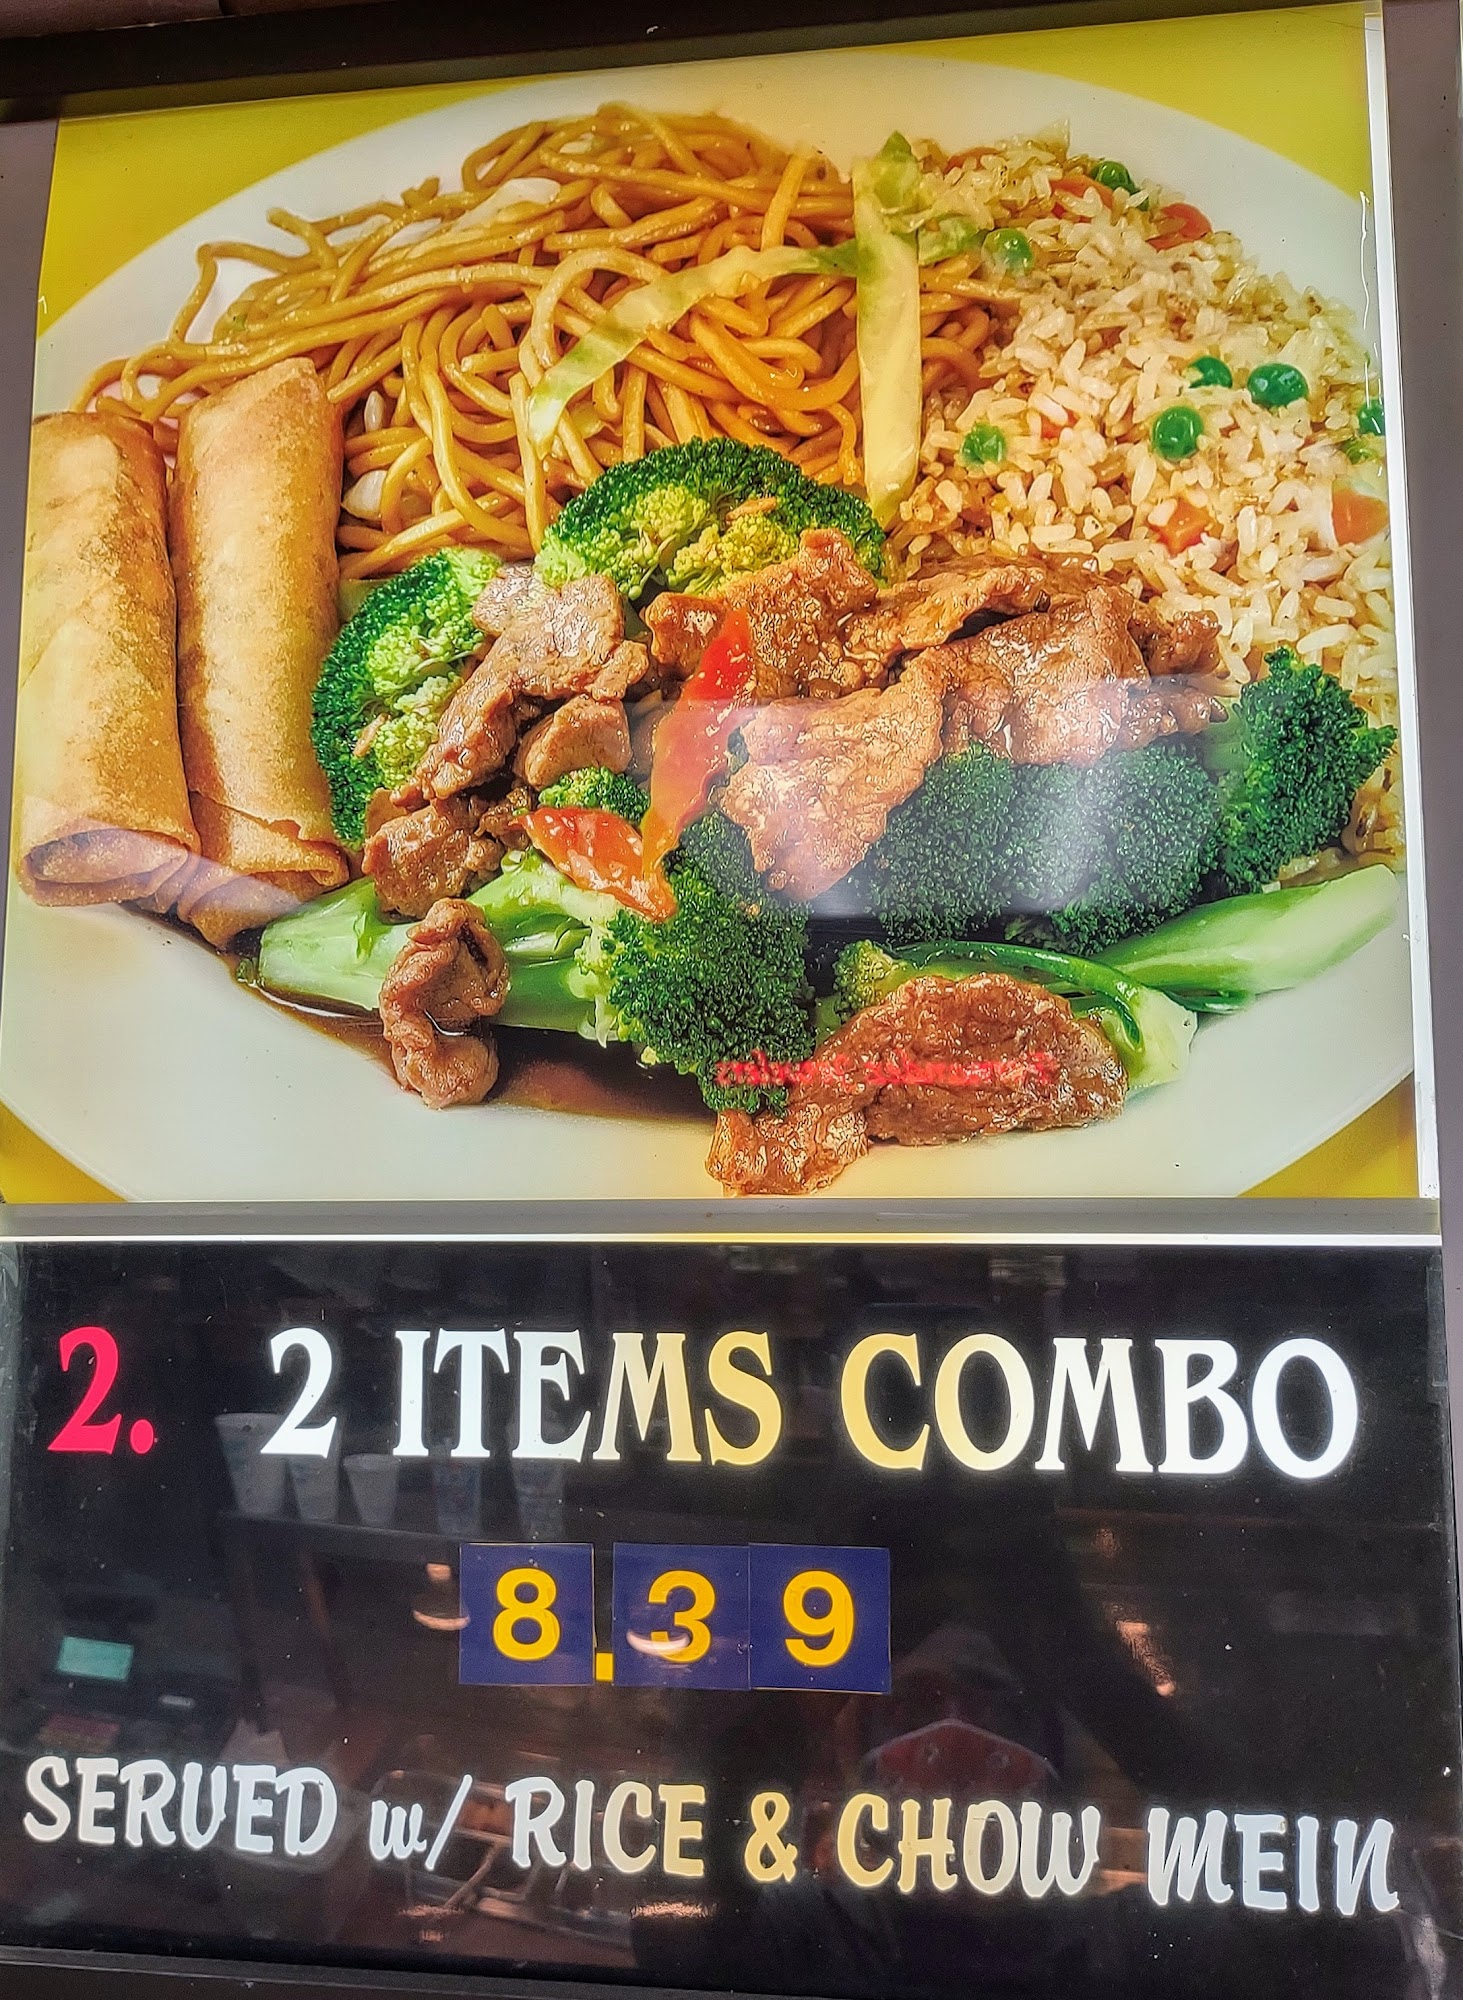 2. 2 ITEMS COMBO
8.39
SERVED w/ RICE & CHOW MEIN